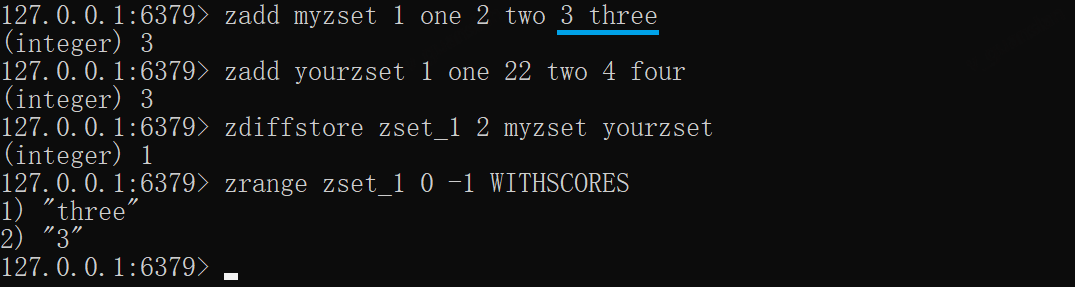 127.0.0.1:6379> zadd myzset 1 one 2 two 3 three
(integer) 3
127.0.0.1:6379> zadd yourzset 1 one 22 two 4 four
(integer) 3
127.0.0.1:6379> zdiffstore zset_1 2 myzset yourzset
(integer) 1
127.0.0.1:6379> zrange zset_1 0 -1 WITHSCORES
1) "three"
2) "3"
127.0.0.1:6379>